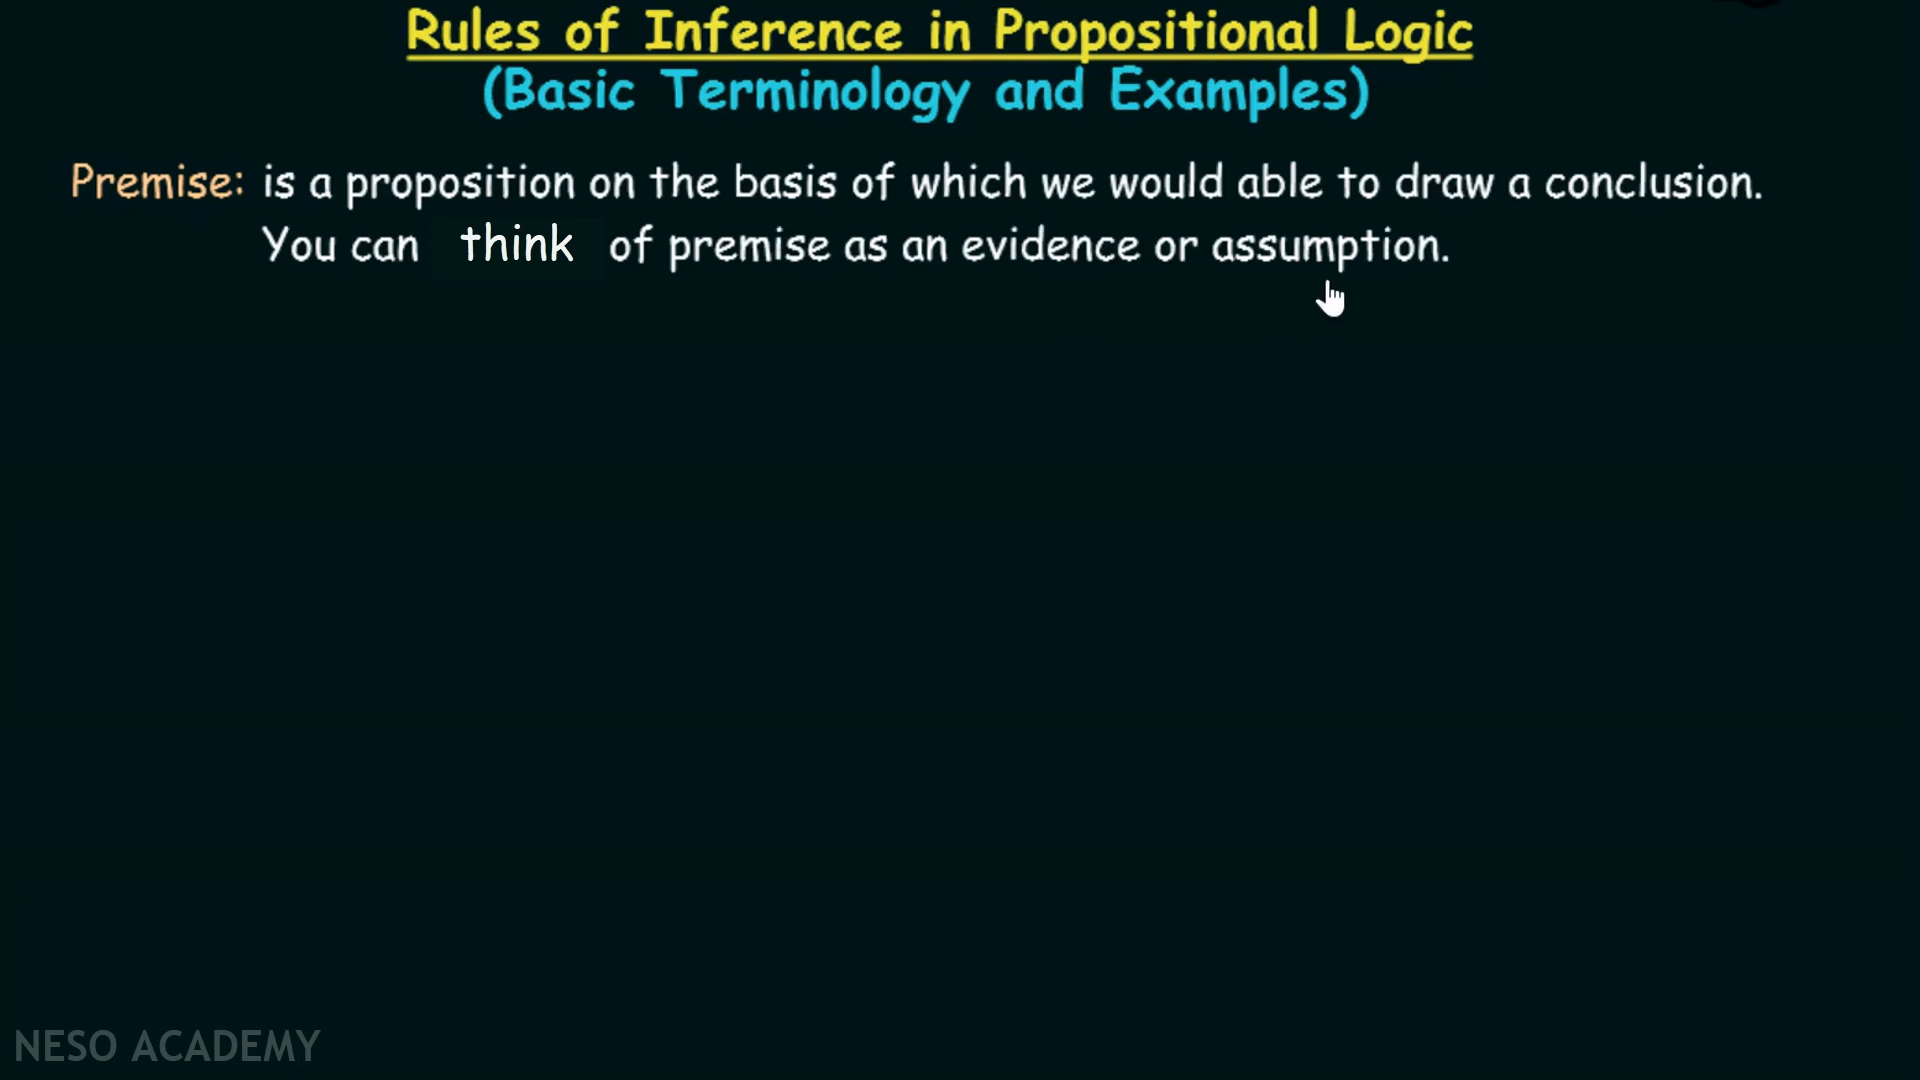 Rules of Inference in Propositional Logic
(Basic Terminology and Examples)
Premise: is a proposition on the basis of which we would able to draw a conclusion.
You can think of premise as an evidence or assumption.
NESO ACADEMY